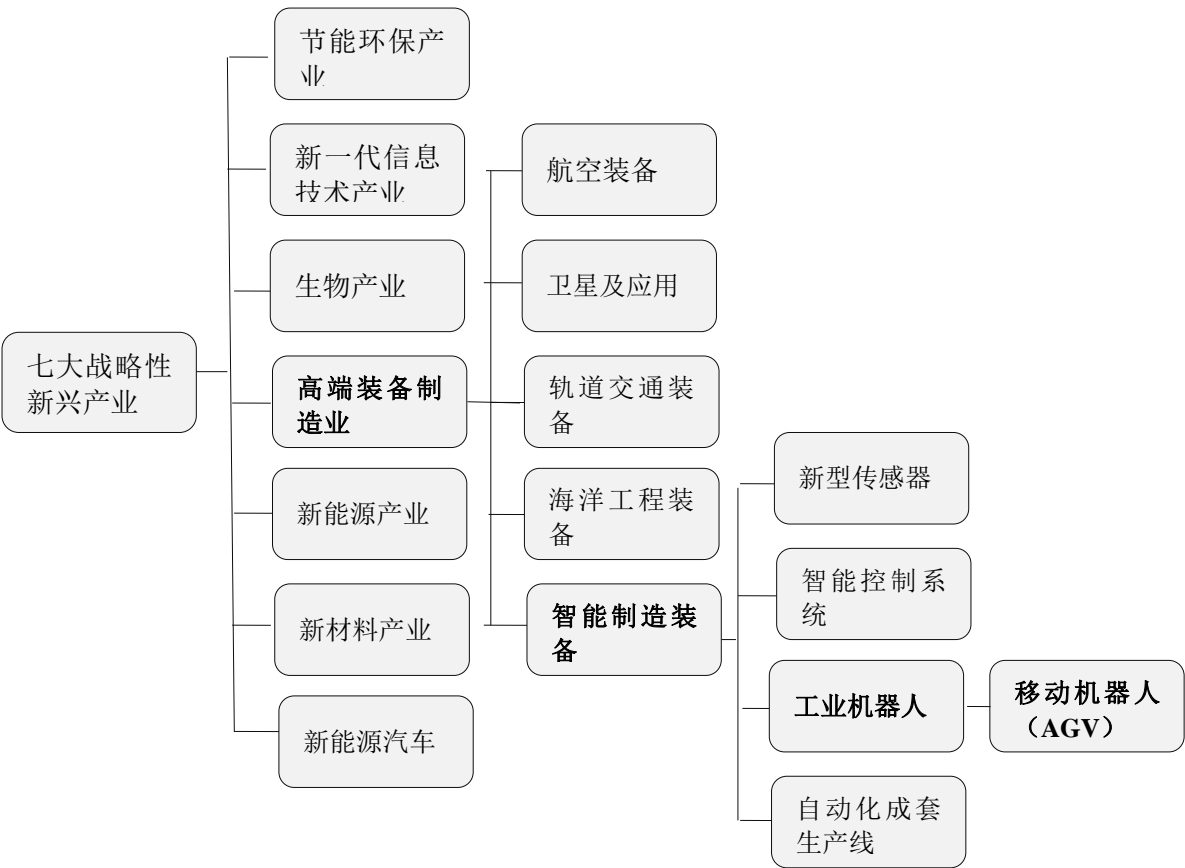 七大战略性
新兴产业
节能环保产
业
新一代信息
技术产业
生物产业
高端装备制
造业
新能源产业
新材料产业
新能源汽车
航空装备
卫星及应用
轨道交通装
备
海洋工程装
备
智能制造装
备
新型传感器
智能控制系
统
工业机器人
自动化成套
生产线
移动机器人
（AGV）